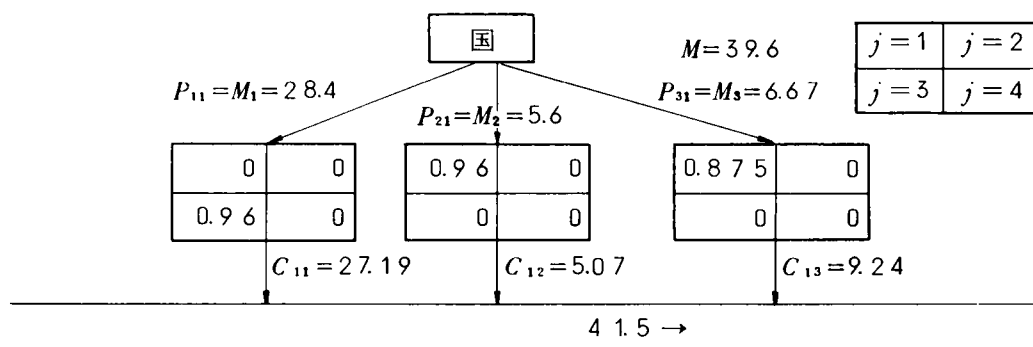 国
M=39.6
j=1 j=2
j=3 j=4
P₁₁=M₁=28.4
P₂₁=M₂=5.6
P₃₁=M₃=6.67
0 0
0.96 0
0.96 0
0 0
0.875 0
0 0
C₁₁=27.19
C₁₂=5.07
C₁₃=9.24
41.5→